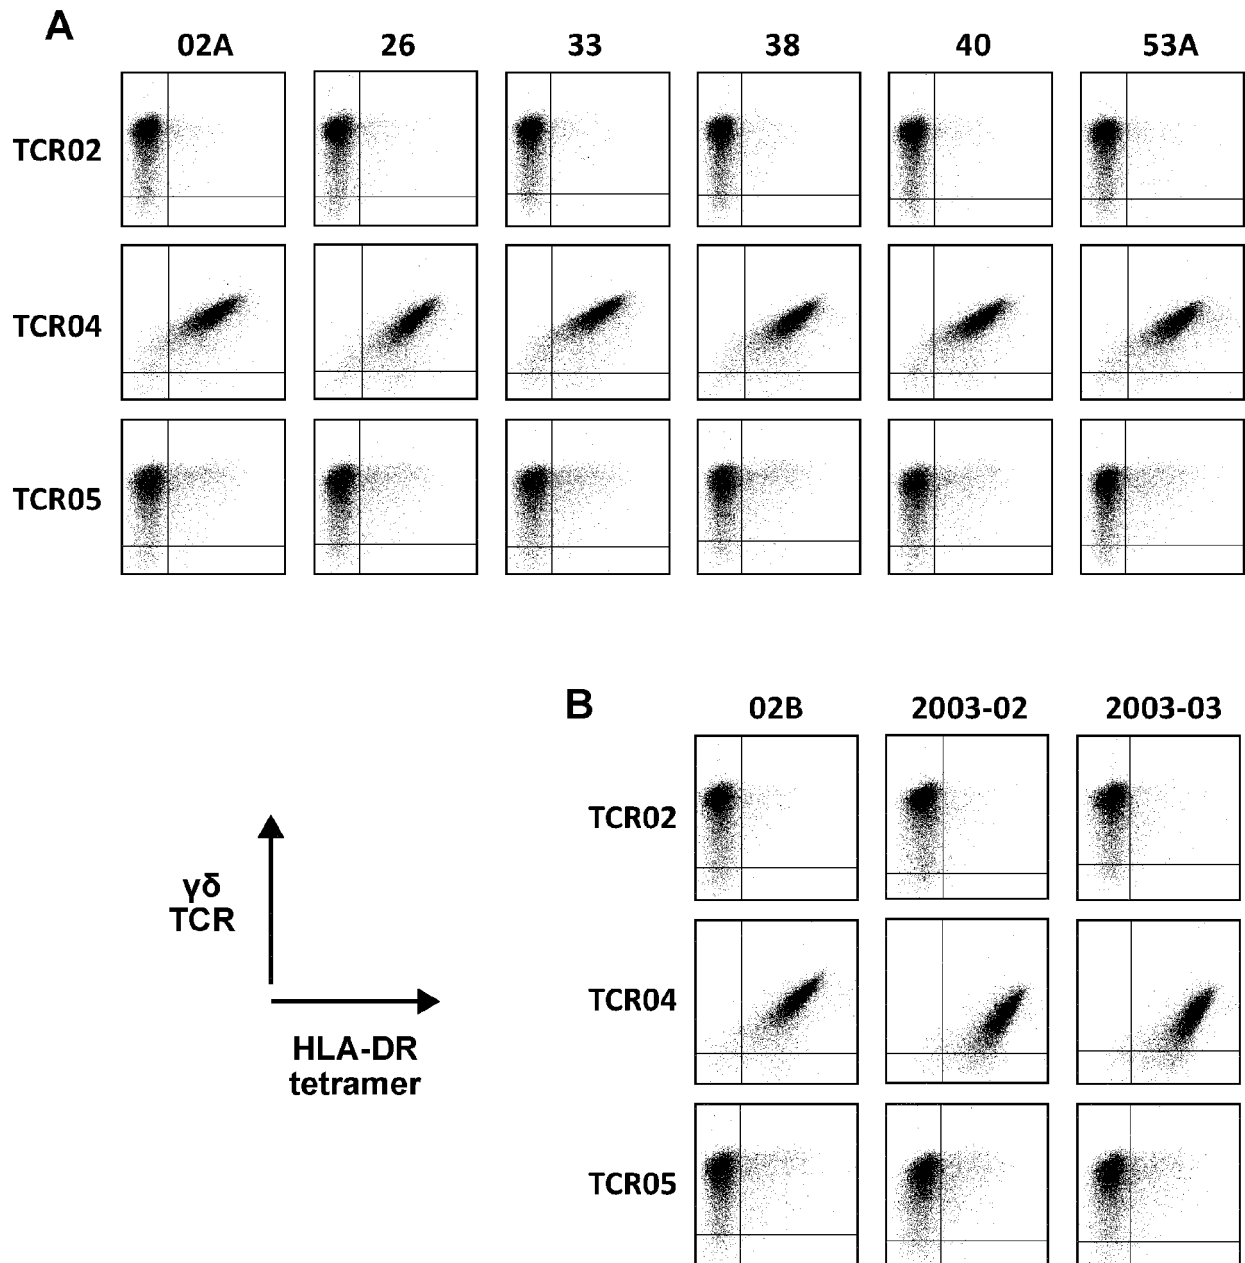 A
02A 26 33 38 40 53A
TCR02
TCR04
TCR05
B
02B 2003-02 2003-03
TCR02
TCR04
TCR05
γδ
TCR
HLA-DR
tetramer